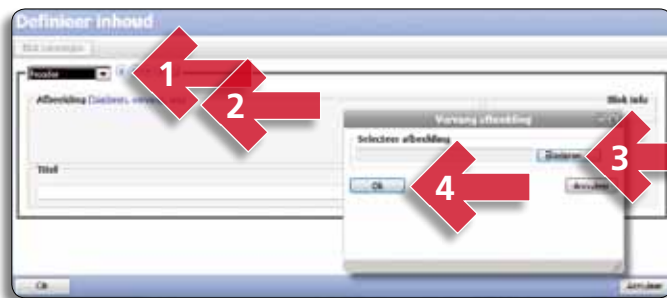 Definieer inhoud
Header
1
Afbeelding
2
Blok info
Vervang afbeelding
Selecteer afbeelding
Bladeren
3
Titel
Ok
4
Annuleer
Ok
Annuleer